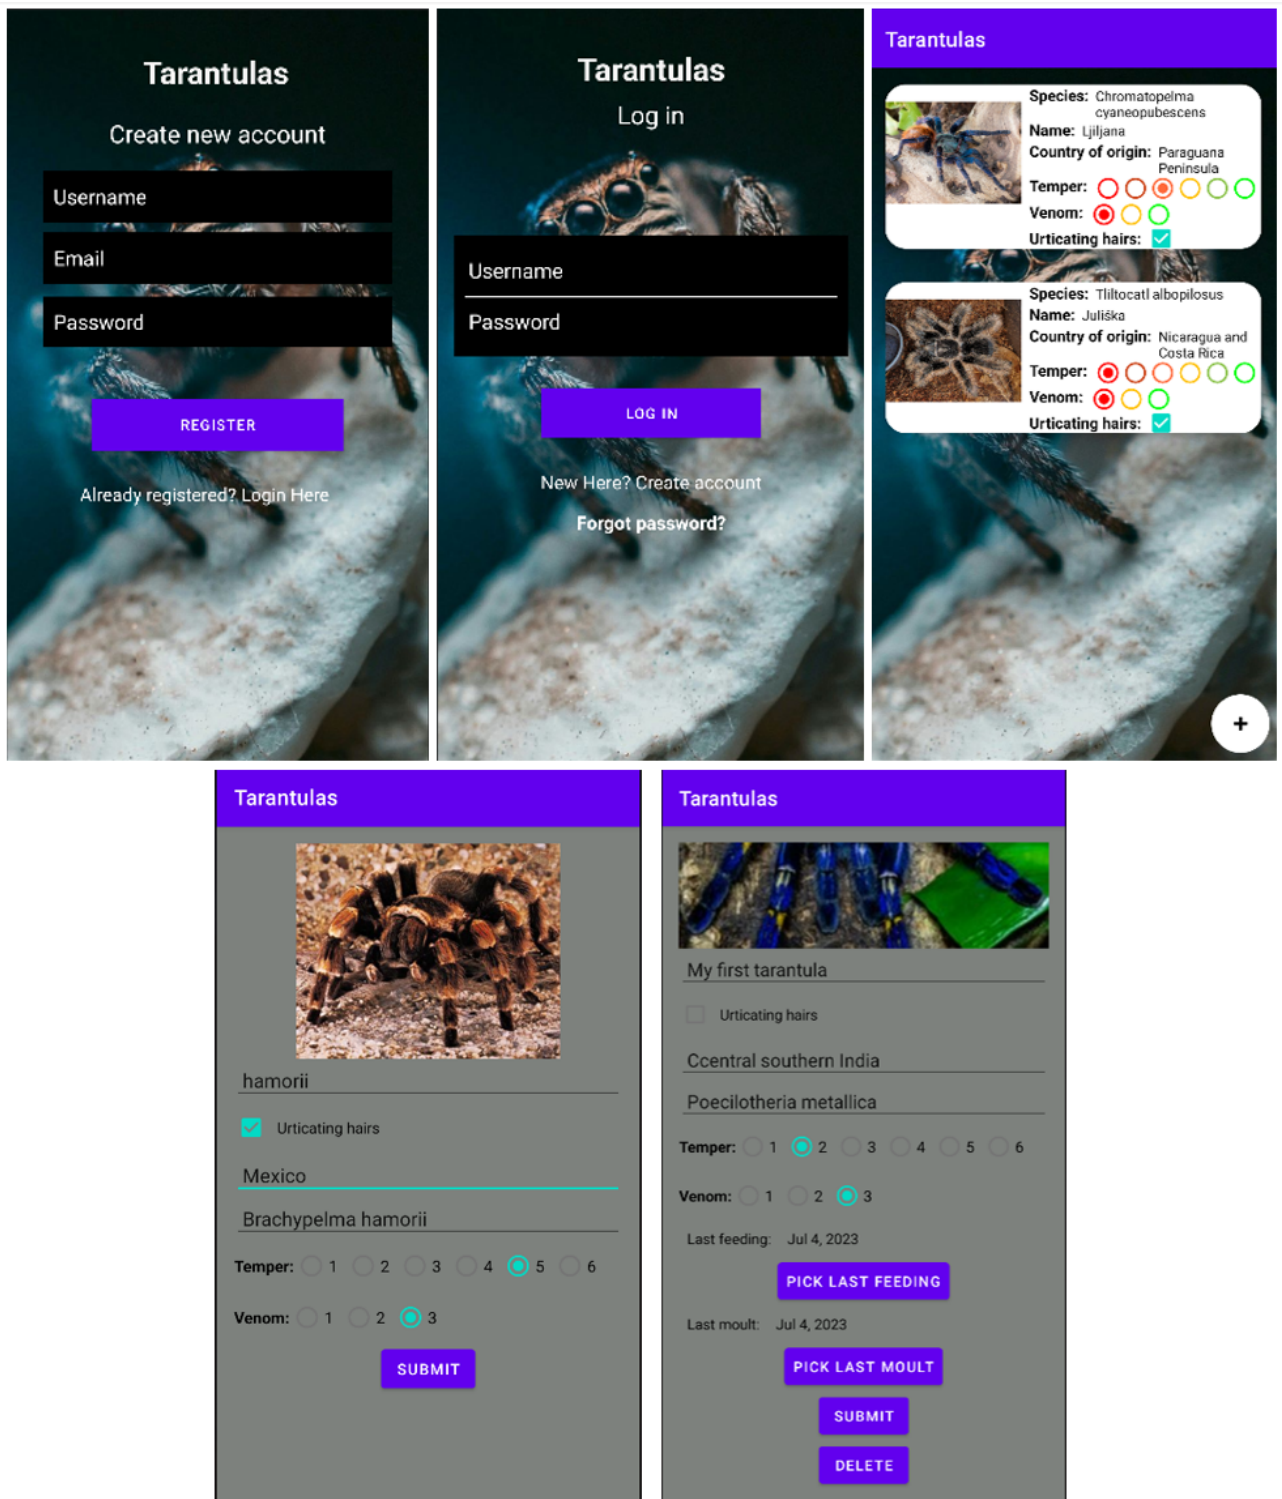 Tarantulas
Create new account
Username
Email
Password
REGISTER
Already registered? Login Here
Tarantulas
Log in
Username
Password
LOG IN
New Here? Create account
Forgot password?
Tarantulas
Species: Chromatopelma
cyaneopubescens
Name: Ljiljana
Country of origin: Paraguana
Peninsula
Temper:
Venom:
Urticating hairs:
Species: Tliltocatl albopilosus
Name: Juliška
Country of origin: Nicaragua and
Costa Rica
Temper:
Venom:
Urticating hairs:
+
Tarantulas
hamorii
Urticating hairs
Mexico
Brachypelma hamorii
Temper: 1 2 3 4 5 6
Venom: 1 2 3
SUBMIT
Tarantulas
My first tarantula
Urticating hairs
Ccentral southern India
Poecilotheria metallica
Temper: 1 2 3 4 5 6
Venom: 1 2 3
Last feeding: Jul 4, 2023
PICK LAST FEEDING
Last moult: Jul 4, 2023
PICK LAST MOULT
SUBMIT
DELETE